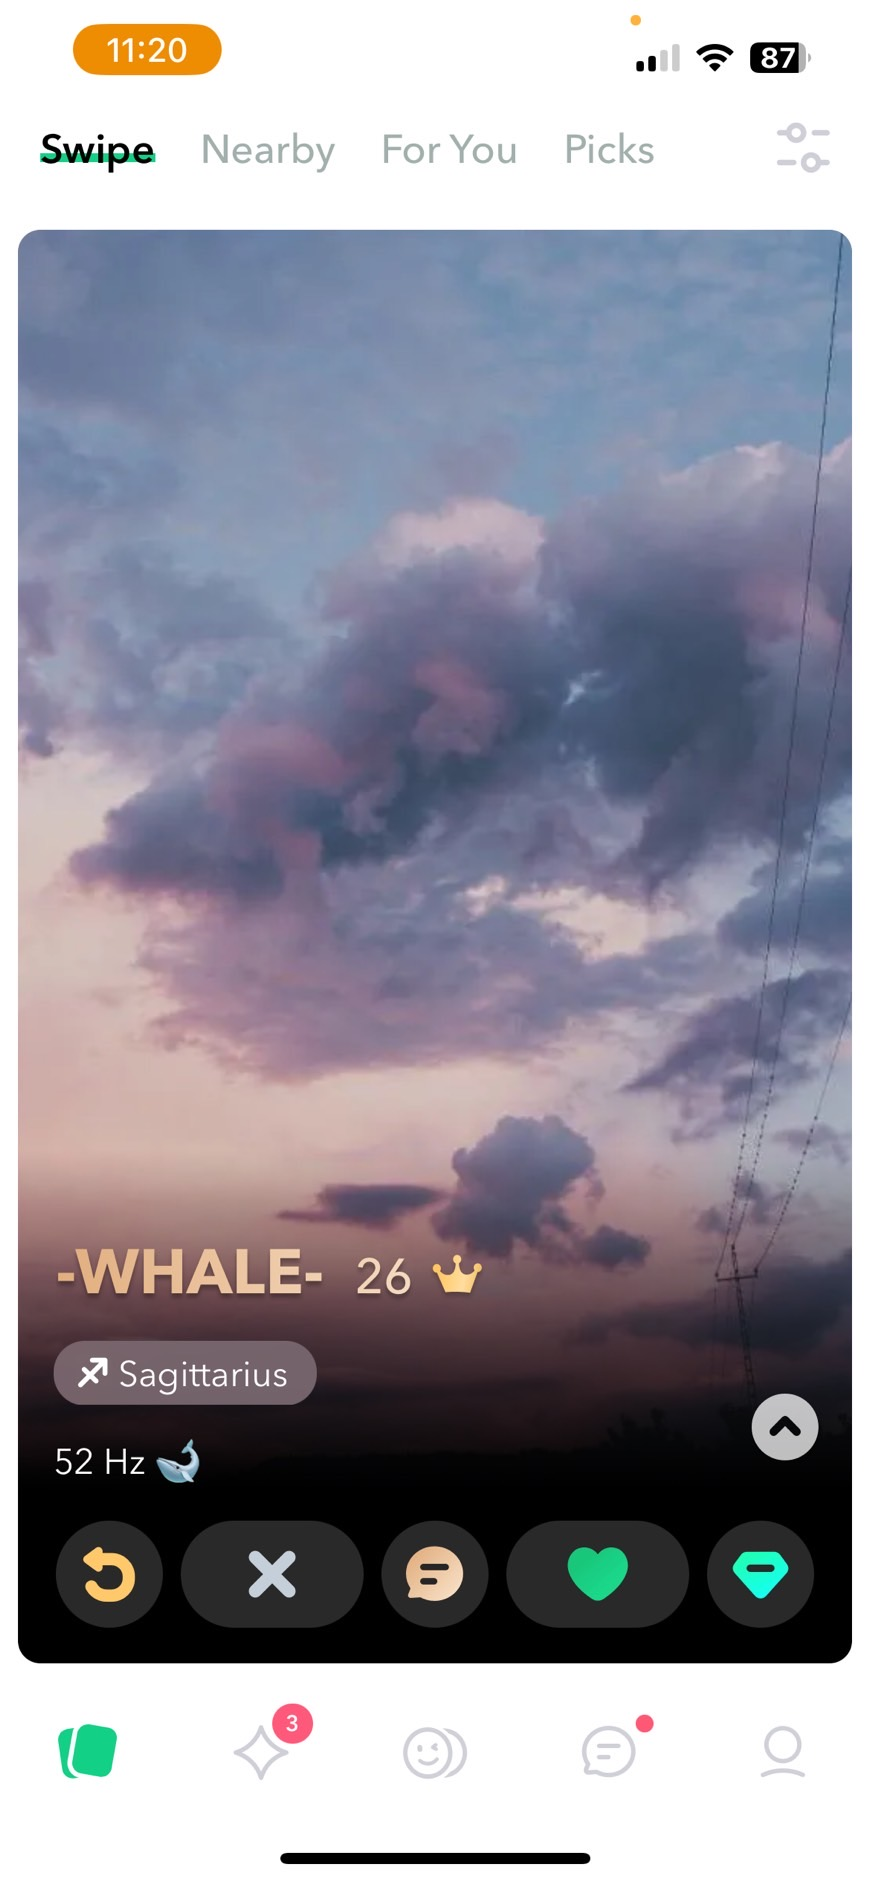 11:20
87
Swipe Nearby For You Picks
-WHALE- 26
Sagittarius
52 Hz 🐋
3